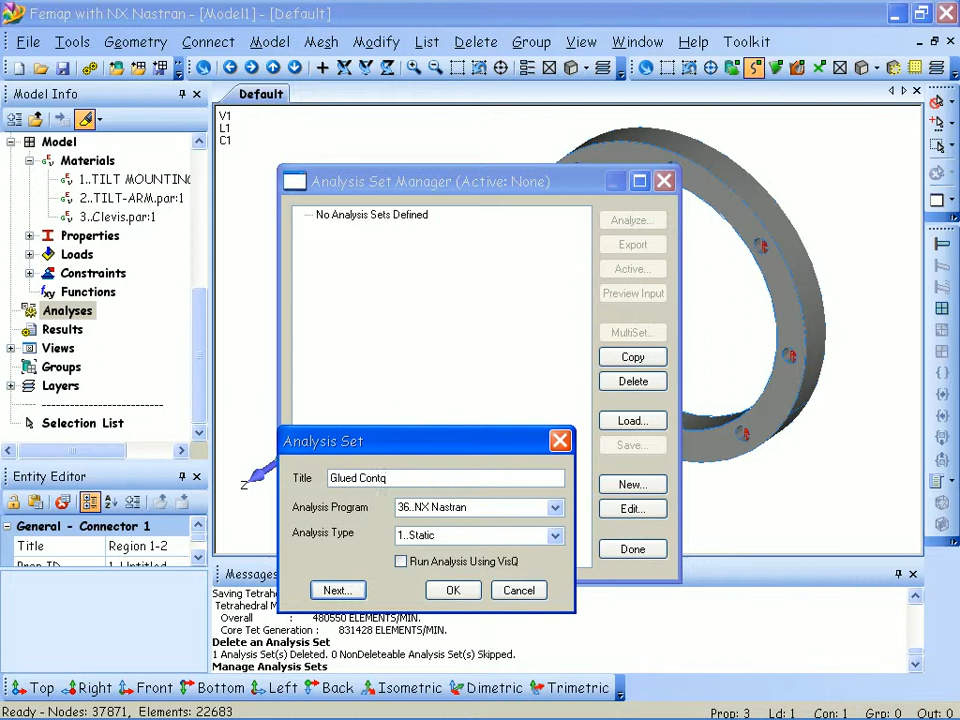 Femap with NX Nastran - [Model1] - [Default]
File Tools Geometry Connect Model Mesh Modify List Delete Group View Window Help Toolkit
Model Info
Default
V1
L1
C1
Model
Materials
1..TILT MOUNTING
2..TILT-ARM.par:1
3..Clevis.par:1
Properties
Loads
Constraints
Functions
Analyses
Results
Views
Groups
Layers
Selection List
Entity Editor
General - Connector 1
Title Region 1-2
Prop ID 1..Untitled
Z
Analysis Set Manager (Active: None)
No Analysis Sets Defined
Analyze...
Export
Active...
Preview Input
MultiSet...
Copy
Delete
Load...
Save...
New...
Edit...
Done
Analysis Set
Title Glued Contq
Analysis Program 36..NX Nastran
Analysis Type 1..Static
Run Analysis Using VisQ
Next... OK Cancel
Messages
Saving Tetrahed
Tetrahedral M
Overall : 480550 ELEMENTS/MIN.
Core Tet Generation : 831428 ELEMENTS/MIN.
Delete an Analysis Set
1 Analysis Set(s) Deleted. 0 NonDeleteable Analysis Set(s) Skipped.
Manage Analysis Sets
Top Right Front Bottom Left Back Isometric Dimetric Trimetric
Ready - Nodes: 37871, Elements: 22683
Prop: 3 Ld: 1 Con: 1 Grp: 0 Out: 0